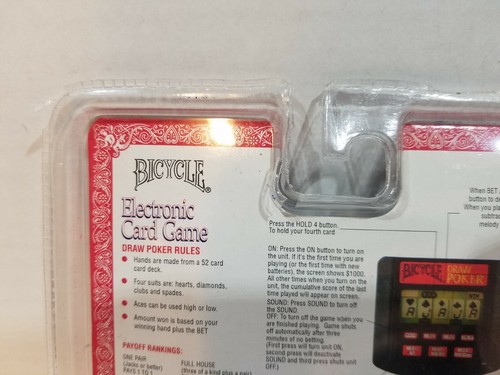 BICYCLE®
Electronic
Card Game
DRAW POKER RULES
• Hands are made from a 52 card
card deck.
• Four suits are: hearts, diamonds,
clubs and spades.
• Aces can be used high or low.
• Amount won is based on your
winning hand plus the BET
PAYOFF RANKINGS:
ONE PAIR
(Jacks or better)
PAYS 1 TO 1
FULL HOUSE
(three of a kind plus a pair)
Press the HOLD 4 button
To hold your fourth card
ON: Press the ON button to turn on
the unit. If it's the first time you are
playing (or the first time with new
batteries), the screen shows $1000.
All other times when you turn on the
unit, the cumulative score of the last
time played will appear on screen.
SOUND: Press SOUND to turn off
the SOUND.
OFF: To turn off the game when you
are finished playing. Game shuts
off automatically after three
minutes of no betting.
(First press will turn unit ON,
second press will deactivate
SOUND and third press shuts unit
OFF.)
When BET
button to
When you pla
subtrac
melody
BICYCLE
DRAW
POKER